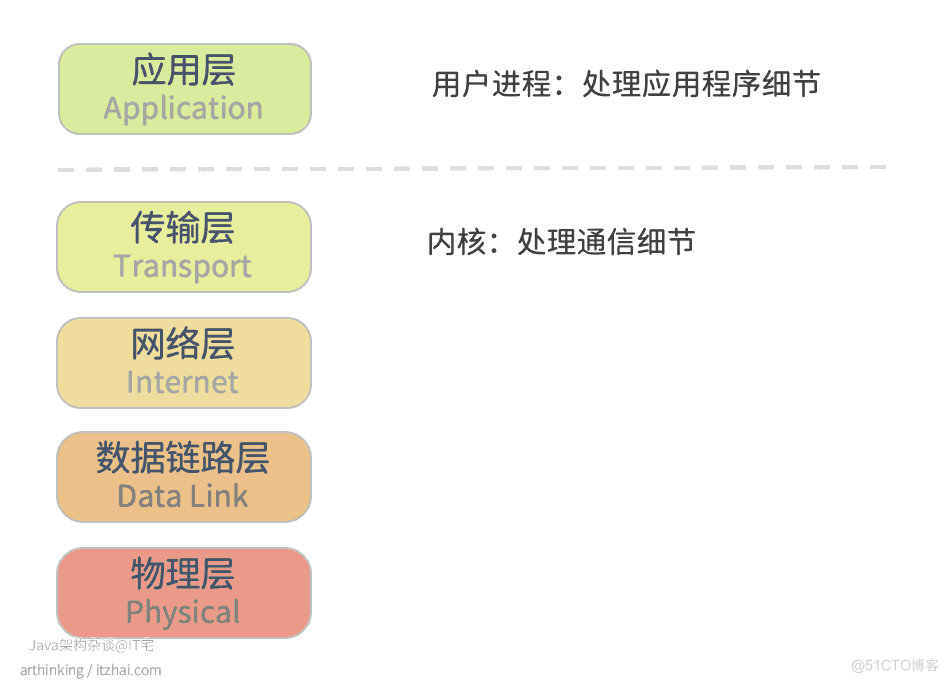 应用层
Application
用户进程：处理应用程序细节
传输层
Transport
内核：处理通信细节
网络层
Internet
数据链路层
Data Link
物理层
Physical
Java架构杂谈@IT宅
arthinking / itzhai.com
@51CTO博客